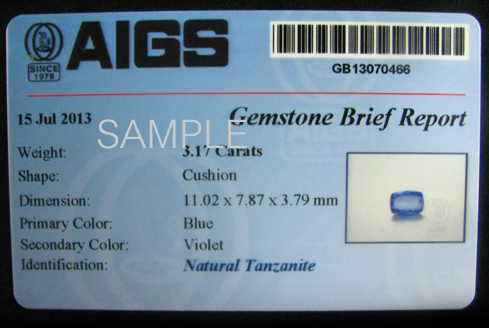 AIGS
SINCE
1978
GB13070466
15 Jul 2013
Gemstone Brief Report
SAMPLE
Weight: 3.17 Carats
Shape: Cushion
Dimension: 11.02 x 7.87 x 3.79 mm
Primary Color: Blue
Secondary Color: Violet
Identification: Natural Tanzanite